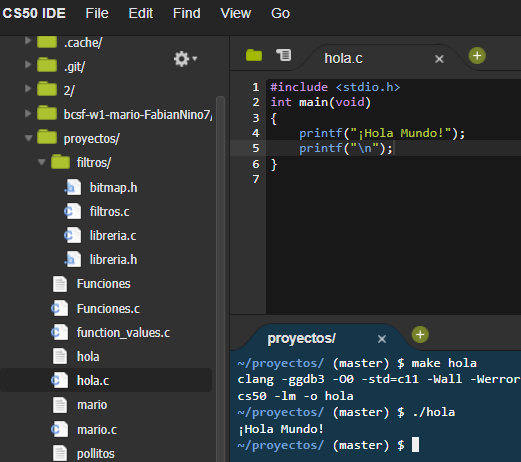 CS50 IDE File Edit Find View Go
.cache/
.git/
2/
bcsf-w1-mario-FabianNino7/
proyectos/
filtros/
bitmap.h
filtros.c
libreria.c
libreria.h
Funciones
Funciones.c
function_values.c
hola
hola.c
mario
mario.c
pollitos
hola.c
1 #include <stdio.h>
2 int main(void)
3 {
4 printf("¡Hola Mundo!");
5 printf("\n");
6 }
7
proyectos/
~/proyectos/ (master) $ make hola
clang -ggdb3 -O0 -std=c11 -Wall -Werror
cs50 -lm -o hola
~/proyectos/ (master) $ ./hola
¡Hola Mundo!
~/proyectos/ (master) $